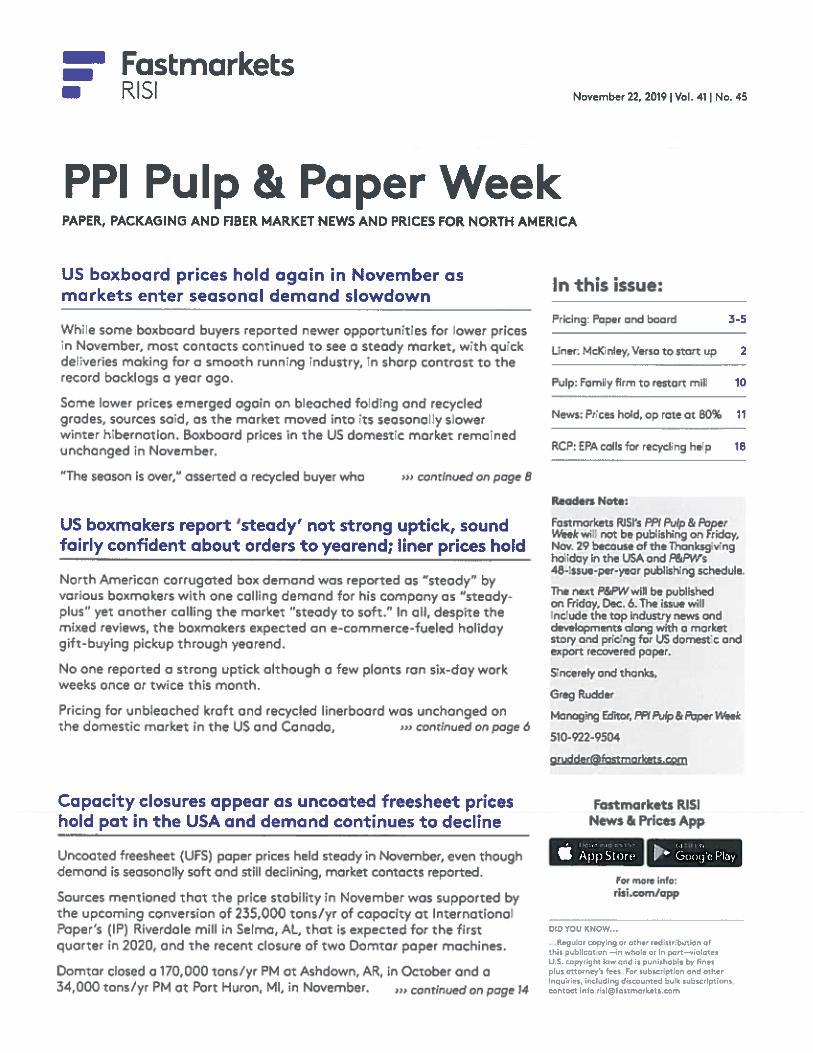 Fastmarkets
RISI
November 22, 2019 | Vol. 41 | No. 45
PPI Pulp & Paper Week
PAPER, PACKAGING AND FIBER MARKET NEWS AND PRICES FOR NORTH AMERICA
US boxboard prices hold again in November as
markets enter seasonal demand slowdown
While some boxboard buyers reported newer opportunities for lower prices
in November, most contacts continued to see a steady market, with quick
deliveries making for a smooth running industry, in sharp contrast to the
record backlogs a year ago.
Some lower prices emerged again on bleached folding and recycled
grades, sources said, as the market moved into its seasonally slower
winter hibernation. Boxboard prices in the US domestic market remained
unchanged in November.
"The season is over," asserted a recycled buyer who ››› continued on page 8
US boxmakers report 'steady' not strong uptick, sound
fairly confident about orders to yearend; liner prices hold
North American corrugated box demand was reported as "steady" by
various boxmakers with one calling demand for his company as "steady-
plus" yet another calling the market "steady to soft." In all, despite the
mixed reviews, the boxmakers expected an e-commerce-fueled holiday
gift-buying pickup through yearend.
No one reported a strong uptick although a few plants ran six-day work
weeks once or twice this month.
Pricing for unbleached kraft and recycled linerboard was unchanged on
the domestic market in the US and Canada, ››› continued on page 6
Capacity closures appear as uncoated freesheet prices
hold pat in the USA and demand continues to decline
Uncoated freesheet (UFS) paper prices held steady in November, even though
demand is seasonally soft and still declining, market contacts reported.
Sources mentioned that the price stability in November was supported by
the upcoming conversion of 235,000 tons/yr of capacity at International
Paper's (IP) Riverdale mill in Selma, AL, that is expected for the first
quarter in 2020, and the recent closure of two Domtar paper machines.
Domtar closed a 170,000 tons/yr PM at Ashdown, AR, in October and a
34,000 tons/yr PM at Port Huron, MI, in November. ››› continued on page 14
In this issue:
Pricing: Paper and board 3-5
Liner: McKinley, Verso to start up 2
Pulp: Family firm to restart mill 10
News: Prices hold, op rate at 80% 11
RCP: EPA calls for recycling help 18
Readers Note:
Fastmarkets RISI's PPI Pulp & Paper
Week will not be publishing on Friday,
Nov. 29 because of the Thanksgiving
holiday in the USA and P&PW's
48-issue-per-year publishing schedule.
The next P&PW will be published
on Friday, Dec. 6. The issue will
include the top industry news and
developments along with a market
story and pricing for US domestic and
export recovered paper.
Sincerely and thanks,
Greg Rudder
Managing Editor, PPI Pulp & Paper Week
510-922-9504
grudder@fastmarkets.com
Fastmarkets RISI
News & Prices App
App Store
Google Play
For more info:
risi.com/app
DID YOU KNOW...
...Regular copying or other redistribution of
this publication —in whole or in part—violates
U.S. copyright law and is punishable by fines
plus attorney's fees. For subscription and other
inquiries, including discounted bulk subscriptions,
contact info.risi@fastmarkets.com